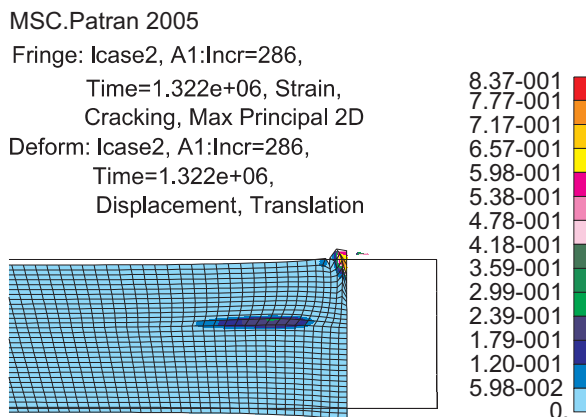 MSC.Patran 2005
Fringe: Icase2, A1:Incr=286,
Time=1.322e+06, Strain,
Cracking, Max Principal 2D
Deform: Icase2, A1:Incr=286,
Time=1.322e+06,
Displacement, Translation
8.37-001
7.77-001
7.17-001
6.57-001
5.98-001
5.38-001
4.78-001
4.18-001
3.59-001
2.99-001
2.39-001
1.79-001
1.20-001
5.98-002
0.